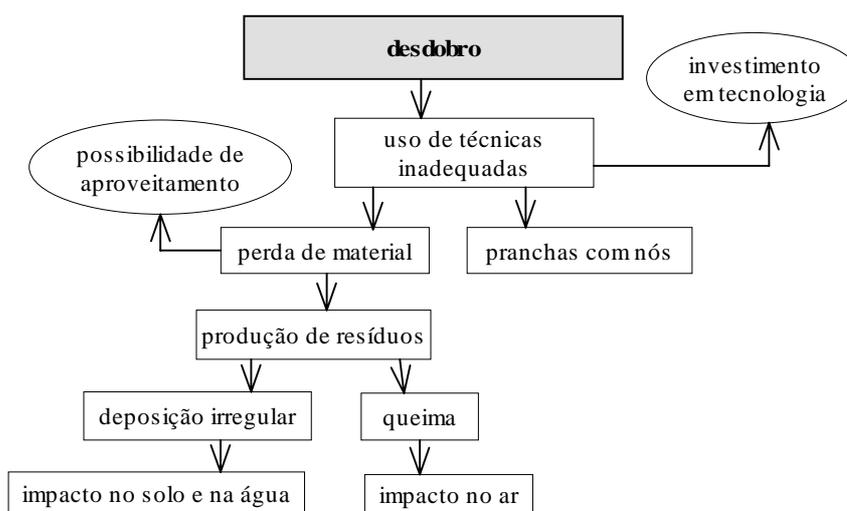 desdobro
investimento
em tecnologia
uso de técnicas
inadequadas
possibilidade de
aproveitamento
perda de material
pranchas com nós
produção de resíduos
deposição irregular
queima
impacto no solo e na água
impacto no ar